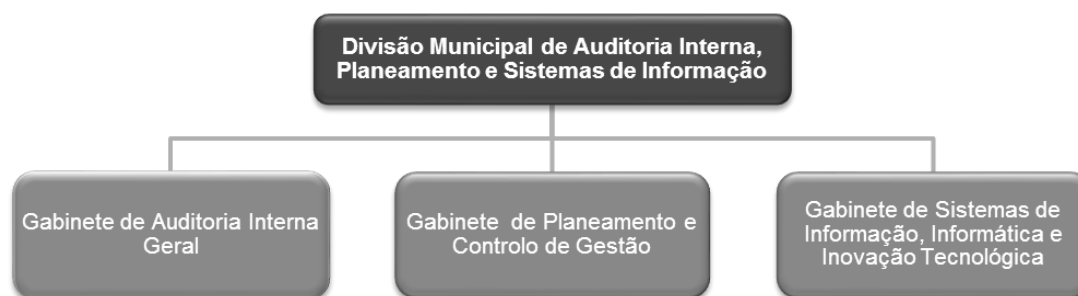 Divisão Municipal de Auditoria Interna,
Planeamento e Sistemas de Informação
Gabinete de Auditoria Interna
Geral
Gabinete de Planeamento e
Controlo de Gestão
Gabinete de Sistemas de
Informação, Informática e
Inovação Tecnológica